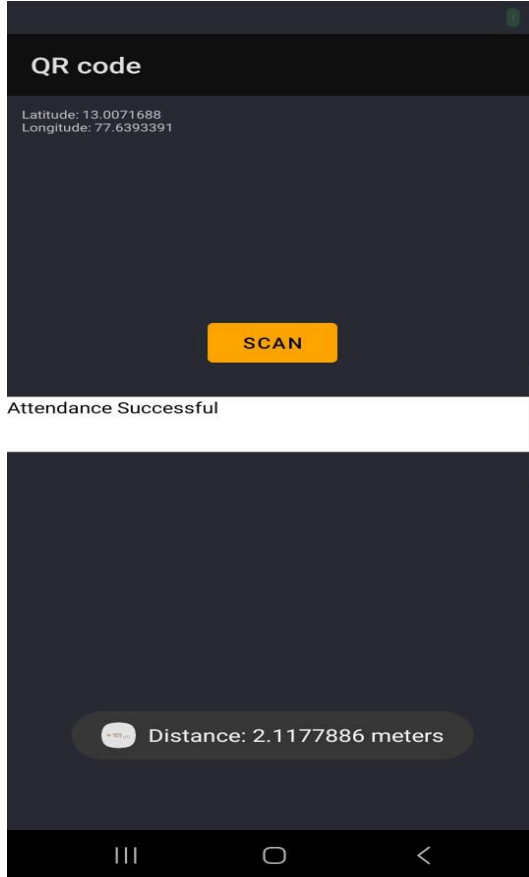 QR code
Latitude: 13.0071688
Longitude: 77.6393391
SCAN
Attendance Successful
Distance: 2.1177886 meters